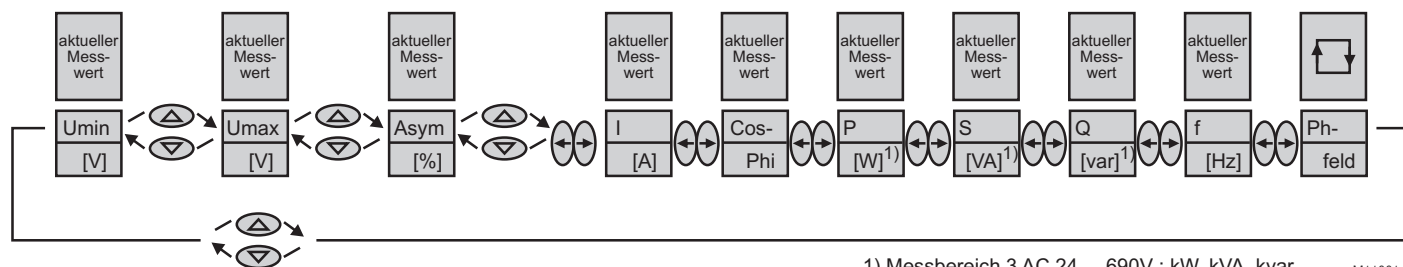 aktueller
Mess-
wert
aktueller
Mess-
wert
aktueller
Mess-
wert
aktueller
Mess-
wert
aktueller
Mess-
wert
aktueller
Mess-
wert
aktueller
Mess-
wert
aktueller
Mess-
wert
aktueller
Mess-
wert
Umin
[V]
Umax
[V]
Asym
[%]
I
[A]
Cos-
Phi
P
[W]1)
S
[VA]1)
Q
[var]1)
f
[Hz]
Ph-
feld
1) Messbereich 3 AC 24 ... 690V : kW, kVA, kvar